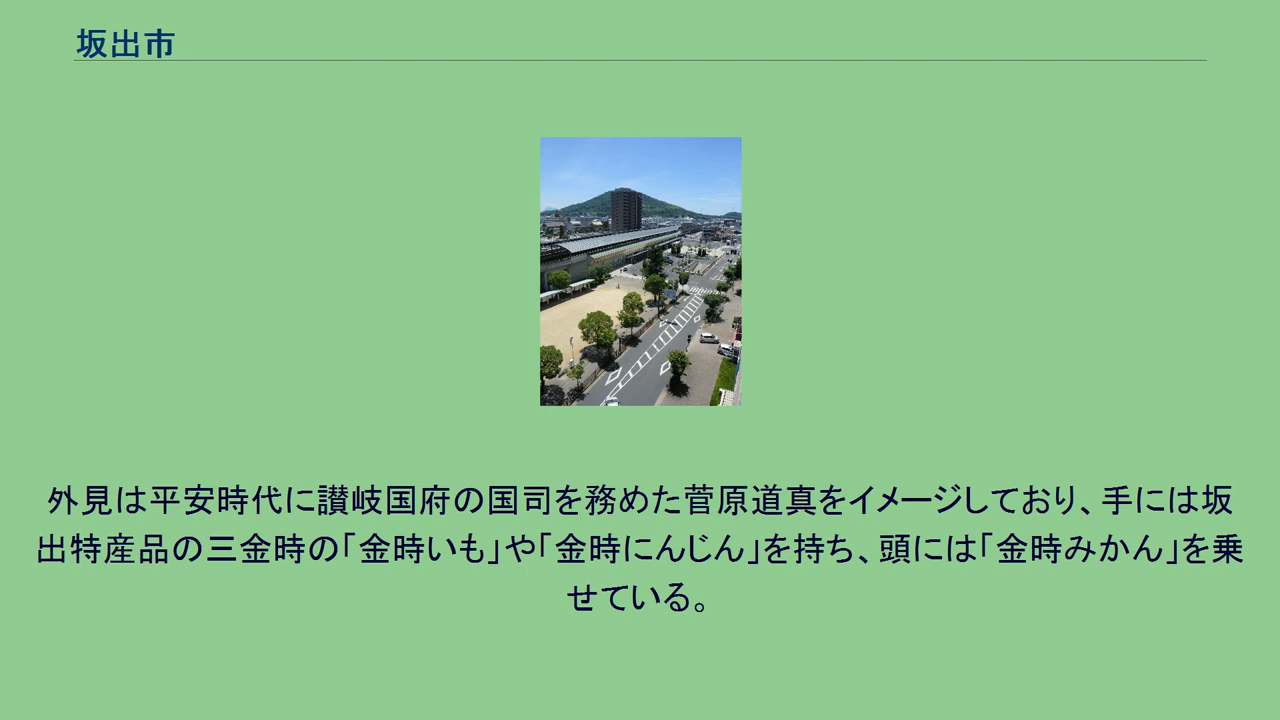 坂出市
外見は平安時代に讃岐国府の国司を務めた菅原道真をイメージしており、手には坂
出特産品の三金時の「金時いも」や「金時にんじん」を持ち、頭には「金時みかん」を乗
せている。